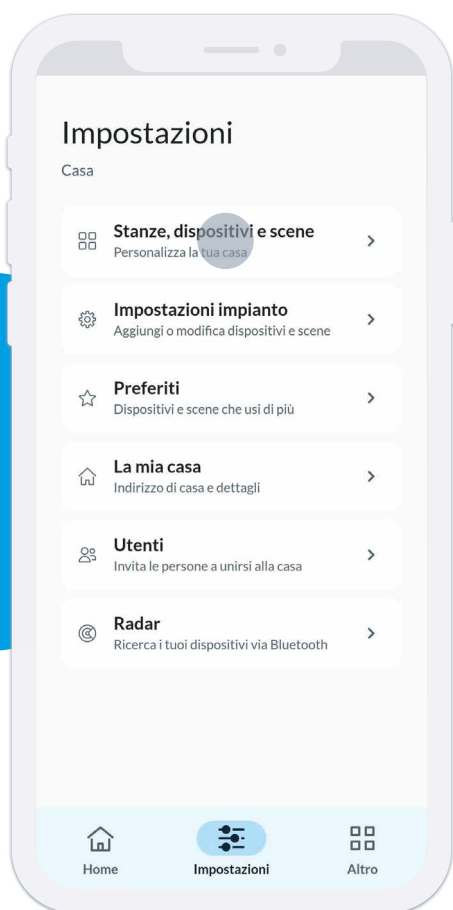 Impostazioni
Casa
Stanze, dispositivi e scene
Personalizza la tua casa
Impostazioni impianto
Aggiungi o modifica dispositivi e scene
Preferiti
Dispositivi e scene che usi di più
La mia casa
Indirizzo di casa e dettagli
Utenti
Invita le persone a unirsi alla casa
Radar
Ricerca i tuoi dispositivi via Bluetooth
Home
Impostazioni
Altro